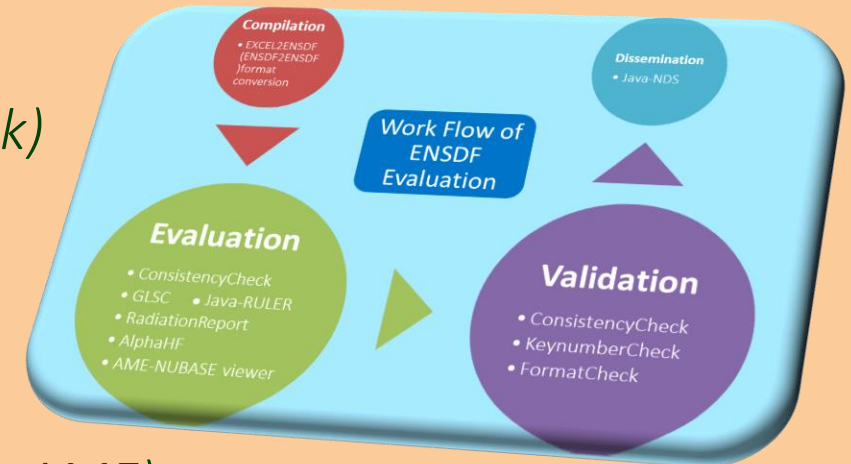 k)
Compilation
• EXCEL2ENSDF
(ENSDF2ENSDF
)format
conversion
Dissemination
• Java-NDS
Work Flow of
ENSDF
Evaluation
Evaluation
• ConsistencyCheck
• GLSC • Java-RULER
• RadiationReport
• AlphaHF
• AME-NUBASE viewer
Validation
• ConsistencyCheck
• KeynumberCheck
• FormatCheck